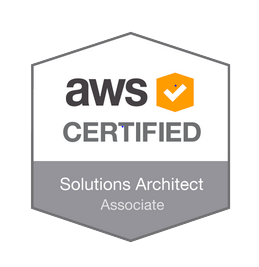 aws
CERTIFIED
Solutions Architect
Associate